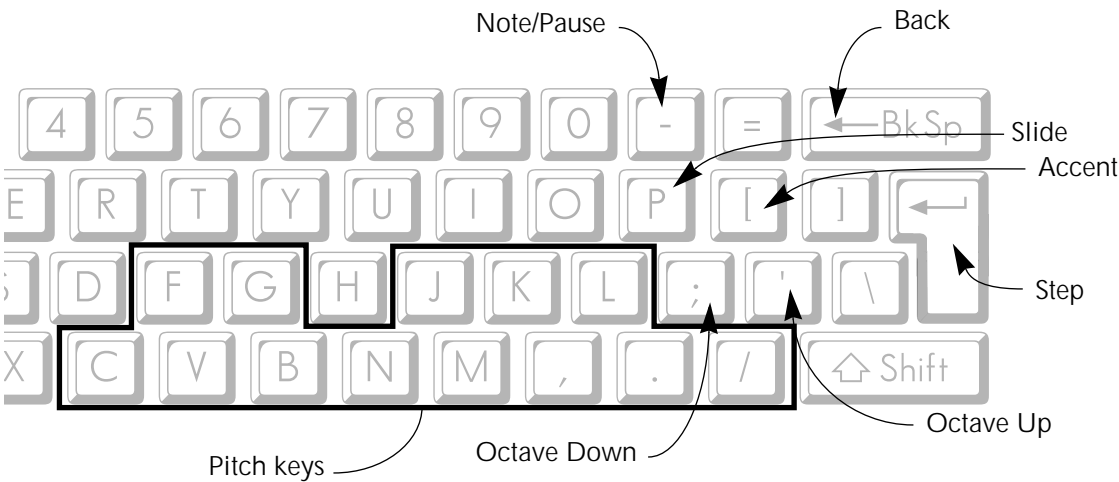 Note/Pause Back
4 5 6 7 8 9 0 - = ←BkSp
Slide
Accent
E R T Y U I O P [ ]
D F G H J K L ; ' \
Step
X C V B N M , . / Shift
Octave Up
Octave Down
Pitch keys